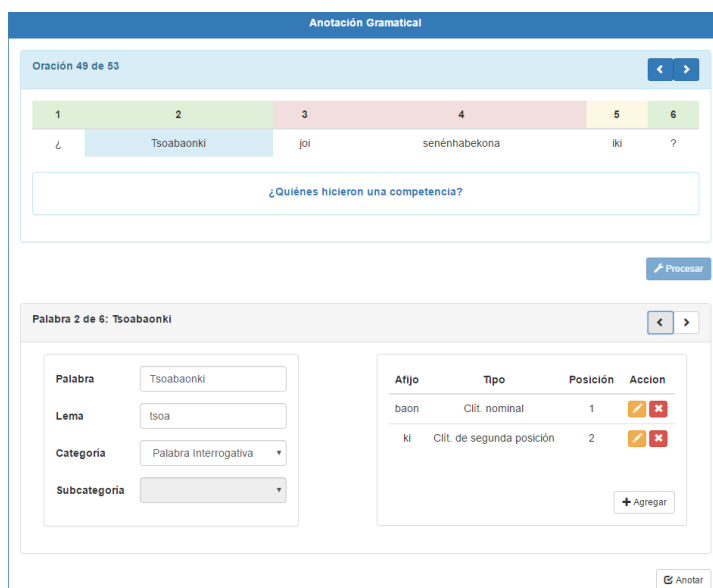 Anotación Gramatical
Oración 49 de 53
1 2 3 4 5 6
¿ Tsoabaonki joi senénhabekona iki ?
¿Quiénes hicieron una competencia?
Procesar
Palabra 2 de 6: Tsoabaonki
Palabra Tsoabaonki
Lema tsoa
Categoría Palabra Interrogativa
Subcategoría
Afijo Tipo Posición Accion
baon Clít. nominal 1
ki Clít. de segunda posición 2
Agregar
Anotar